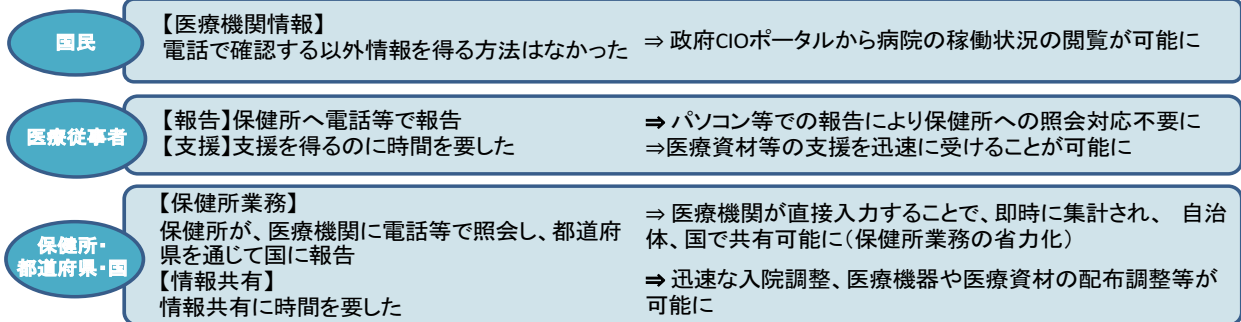 国民
【医療機関情報】
電話で確認する以外情報を得る方法はなかった
⇒ 政府CIOポータルから病院の稼働状況の閲覧が可能に
医療従事者
【報告】保健所へ電話等で報告
【支援】支援を得るのに時間を要した
⇒ パソコン等での報告により保健所への照会対応不要に
⇒医療資材等の支援を迅速に受けることが可能に
保健所・
都道府県・国
【保健所業務】
保健所が、医療機関に電話等で照会し、都道府
県を通じて国に報告
【情報共有】
情報共有に時間を要した
⇒ 医療機関が直接入力することで、即時に集計され、 自治
体、国で共有可能に（保健所業務の省力化）
⇒ 迅速な入院調整、医療機器や医療資材の配布調整等が
可能に